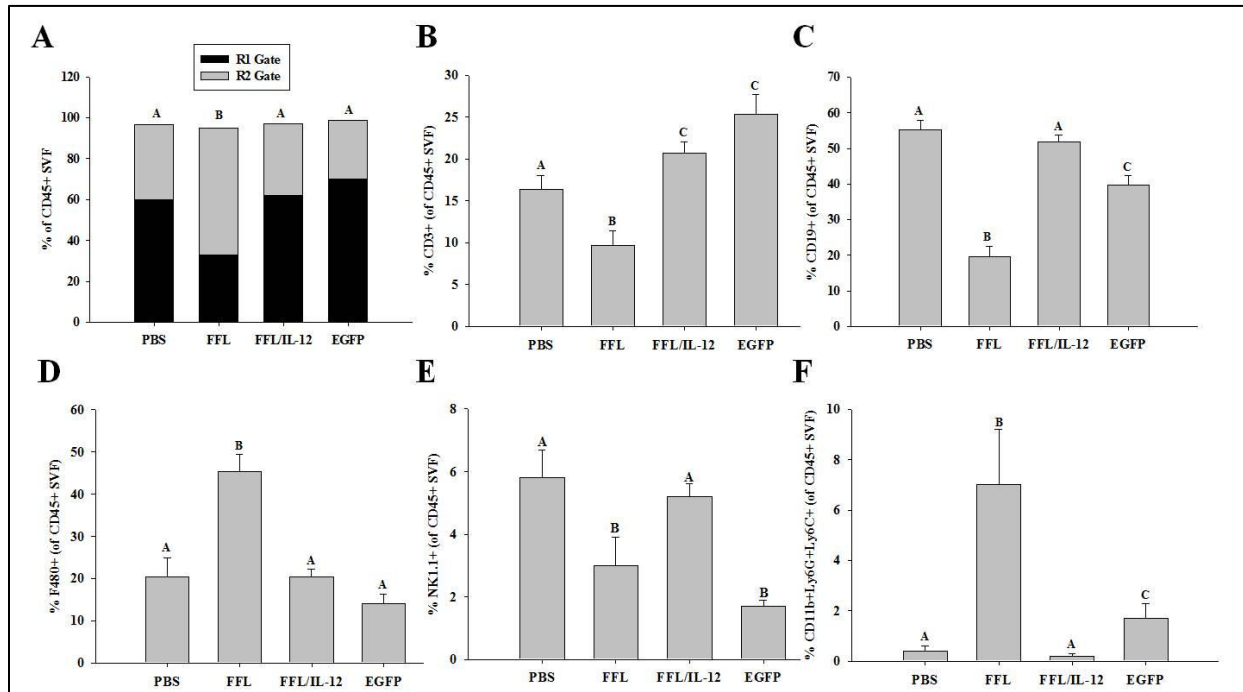 A
R1 Gate
R2 Gate
% of CD45+ SVF
120
100
80
60
40
20
0
A
B
A
A
PBS
FFL
FFL/IL-12
EGFP
B
% CD3+ (of CD45+ SVF)
30
25
20
15
10
5
0
A
B
C
C
PBS
FFL
FFL/IL-12
EGFP
C
% CD19+ (of CD45+ SVF)
70
60
50
40
30
20
10
0
A
B
A
C
PBS
FFL
FFL/IL-12
EGFP
D
% F480+ (of CD45+ SVF)
60
50
40
30
20
10
0
A
B
A
A
PBS
FFL
FFL/IL-12
EGFP
E
% NK1.1+ (of CD45+ SVF)
8
6
4
2
0
A
B
A
B
PBS
FFL
FFL/IL-12
EGFP
F
% CD11b+Ly6G+Ly6C+ (of CD45+ SVF)
10
8
6
4
2
0
A
B
A
C
PBS
FFL
FFL/IL-12
EGFP